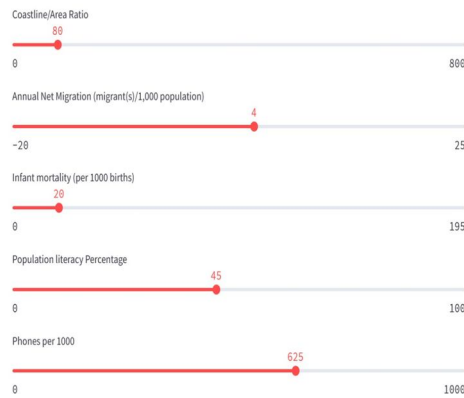 Coastline/Area Ratio
80
0 800
Annual Net Migration (migrant(s)/1,000 population)
4
-20 25
Infant mortality (per 1000 births)
20
0 195
Population literacy Percentage
45
0 100
Phones per 1000
625
0 1000